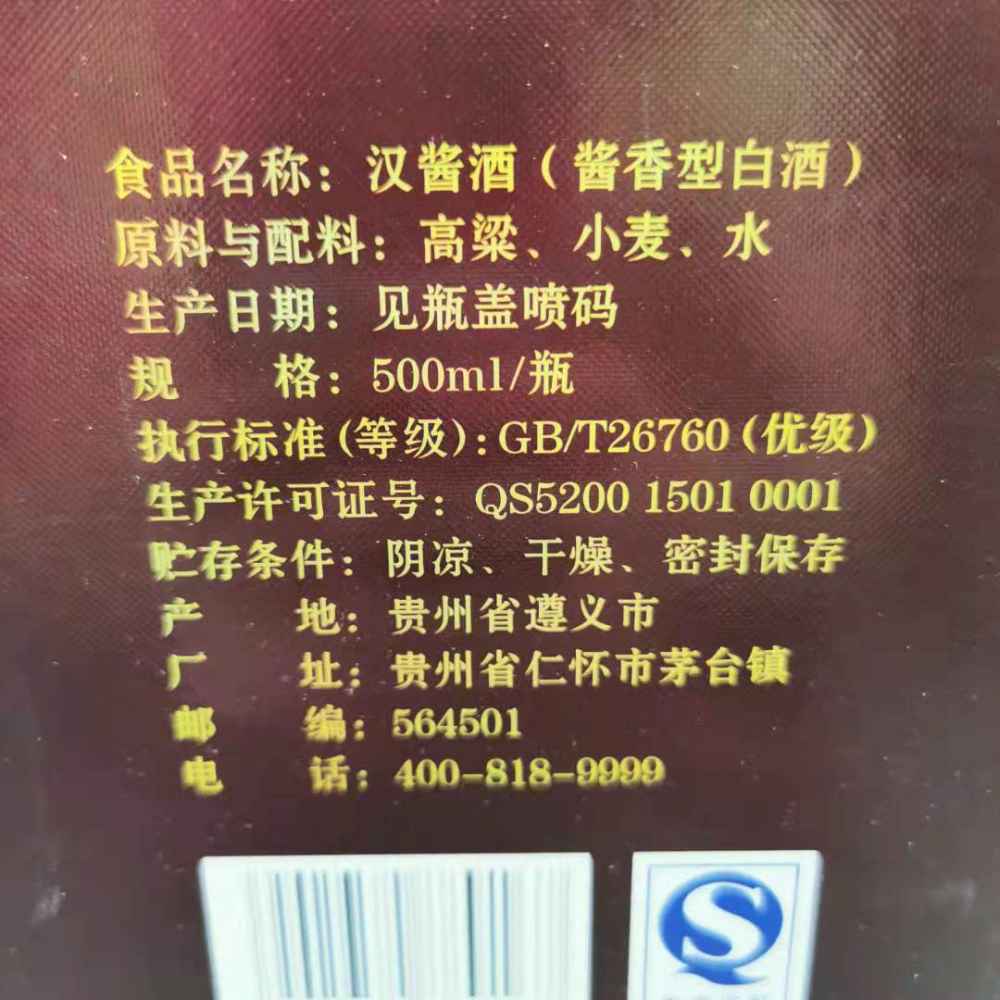 食品名称：汉酱酒（酱香型白酒）
原料与配料：高粱、小麦、水
生产日期：见瓶盖喷码
规 格：500ml/瓶
执行标准(等级)：GB/T26760(优级)
生产许可证号：QS5200 1501 0001
贮存条件：阴凉、干燥、密封保存
产 地：贵州省遵义市
厂 址：贵州省仁怀市茅台镇
邮 编：564501
电 话：400-818-9999